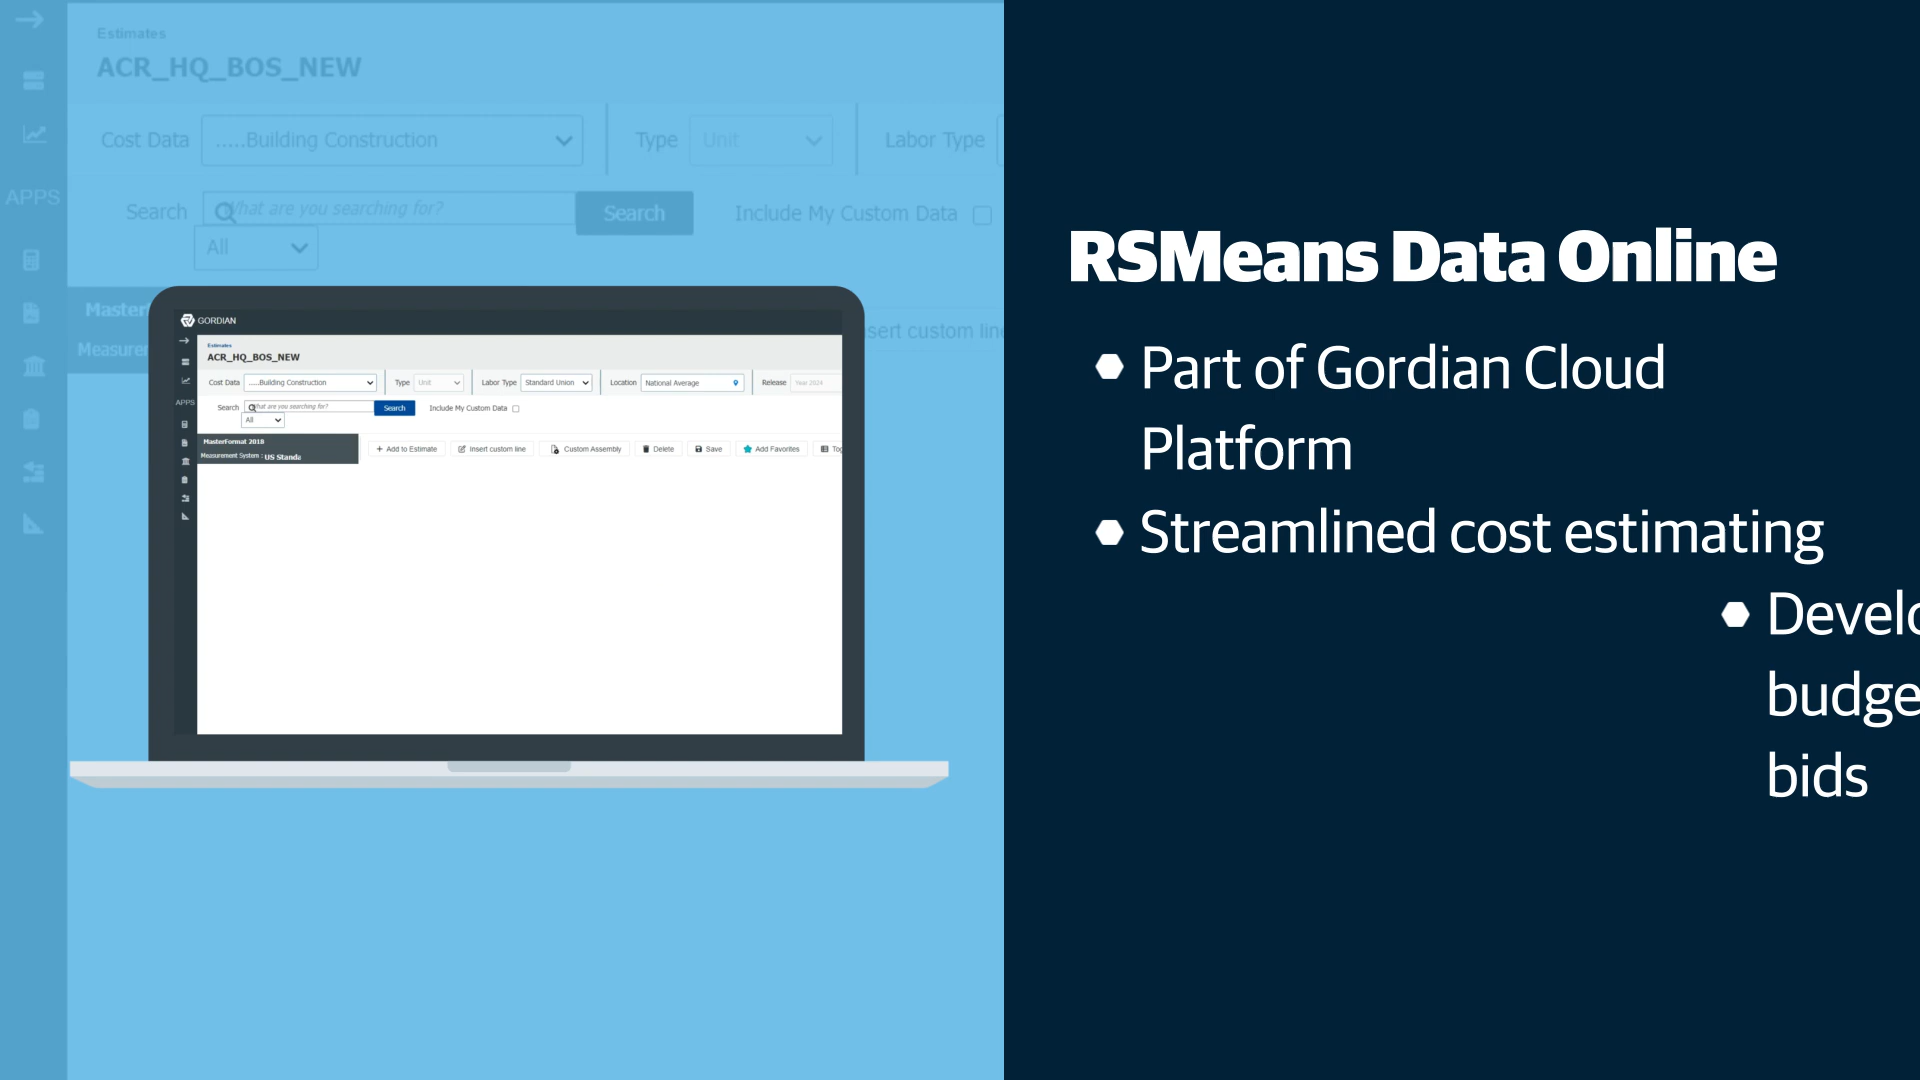 Estimates
ACR_HQ_BOS_NEW
Cost Data .....Building Construction Type Unit Labor Type
Search What are you searching for? Search Include My Custom Data
All
APPS
GORDIAN
Estimates
ACR_HQ_BOS_NEW
Cost Data .....Building Construction Type Unit Labor Type Standard Union Location National Average Release Year 2024
APPS
Search What are you searching for? Search Include My Custom Data
All
MasterFormat 2018
Measurement System : US Standa
+ Add to Estimate Insert custom line Custom Assembly Delete Save Add Favorites
RSMeans Data Online
Part of Gordian Cloud
Platform
Streamlined cost estimating
bids